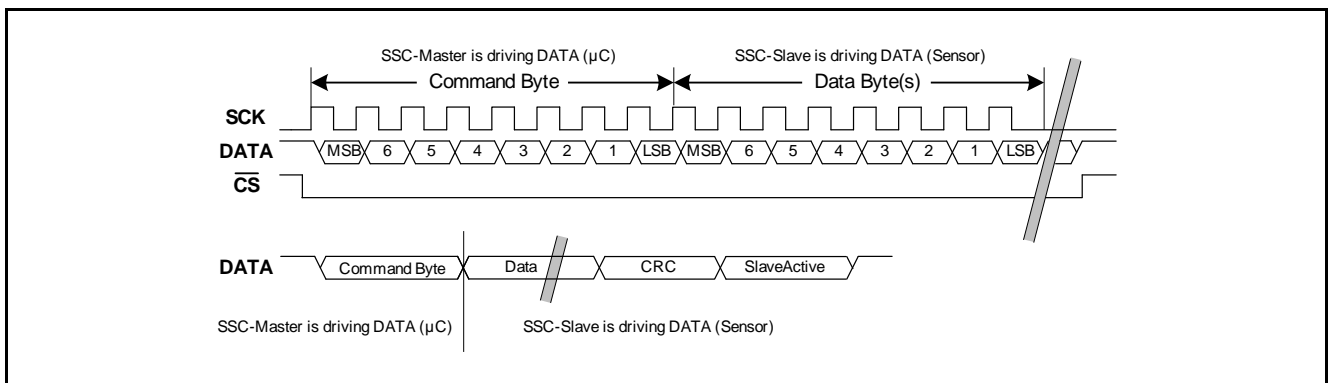 SSC-Master is driving DATA (µC) SSC-Slave is driving DATA (Sensor)
Command Byte Data Byte(s)
SCK
DATA MSB 6 5 4 3 2 1 LSB MSB 6 5 4 3 2 1 LSB
CS
DATA Command Byte Data CRC SlaveActive
SSC-Master is driving DATA (µC) SSC-Slave is driving DATA (Sensor)